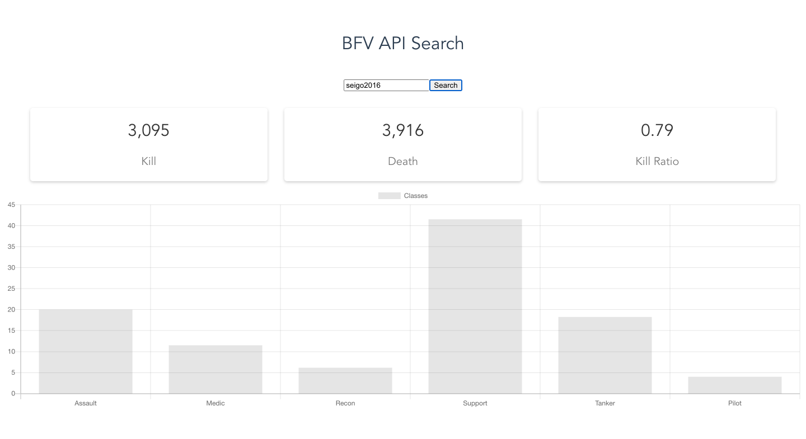 BFV API Search
seigo2016 Search
3,095 3,916 0.79
Kill Death Kill Ratio
Classes
45
40
35
30
25
20
15
10
5
0
Assault Medic Recon Support Tanker Pilot